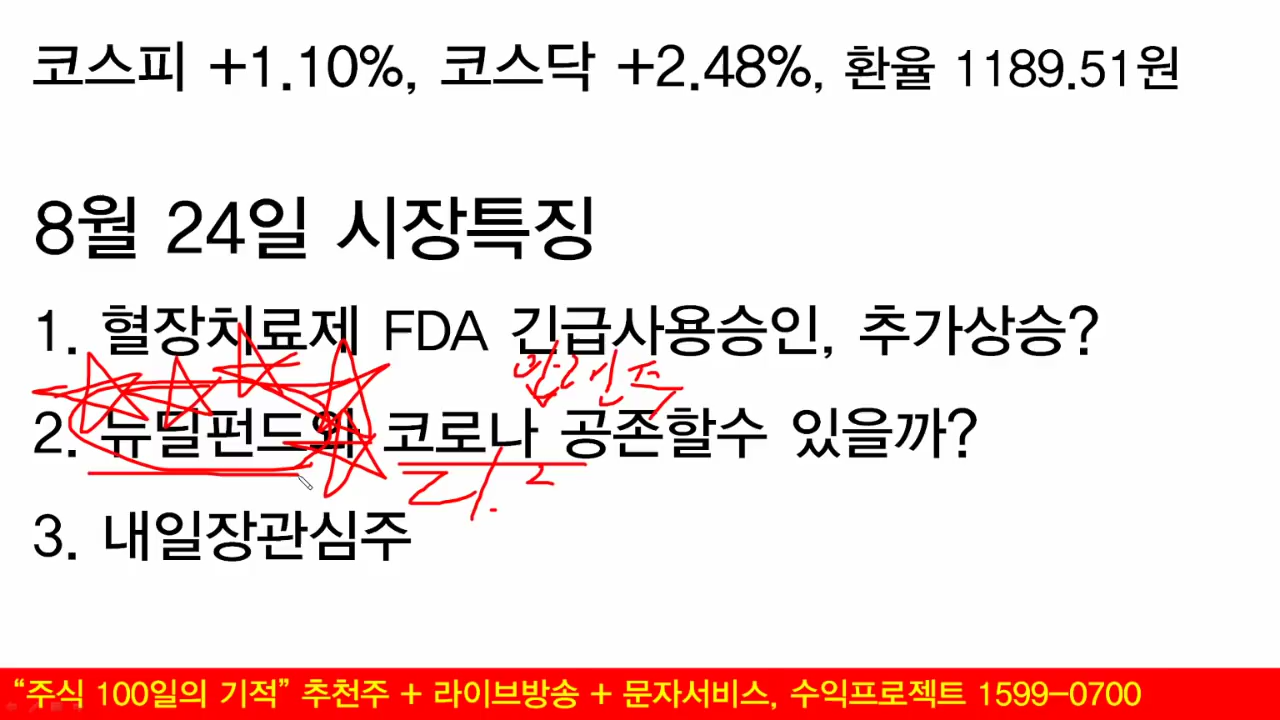 코스피 +1.10%, 코스닥 +2.48%, 환율 1189.51원
8월 24일 시장특징
1. 혈장치료제 FDA 긴급사용승인, 추가상승?
2. 뉴딜펀드와 코로나 공존할수 있을까?
3. 내일장관심주
“주식 100일의 기적” 추천주 + 라이브방송 + 문자서비스, 수익프로젝트 1599-0700